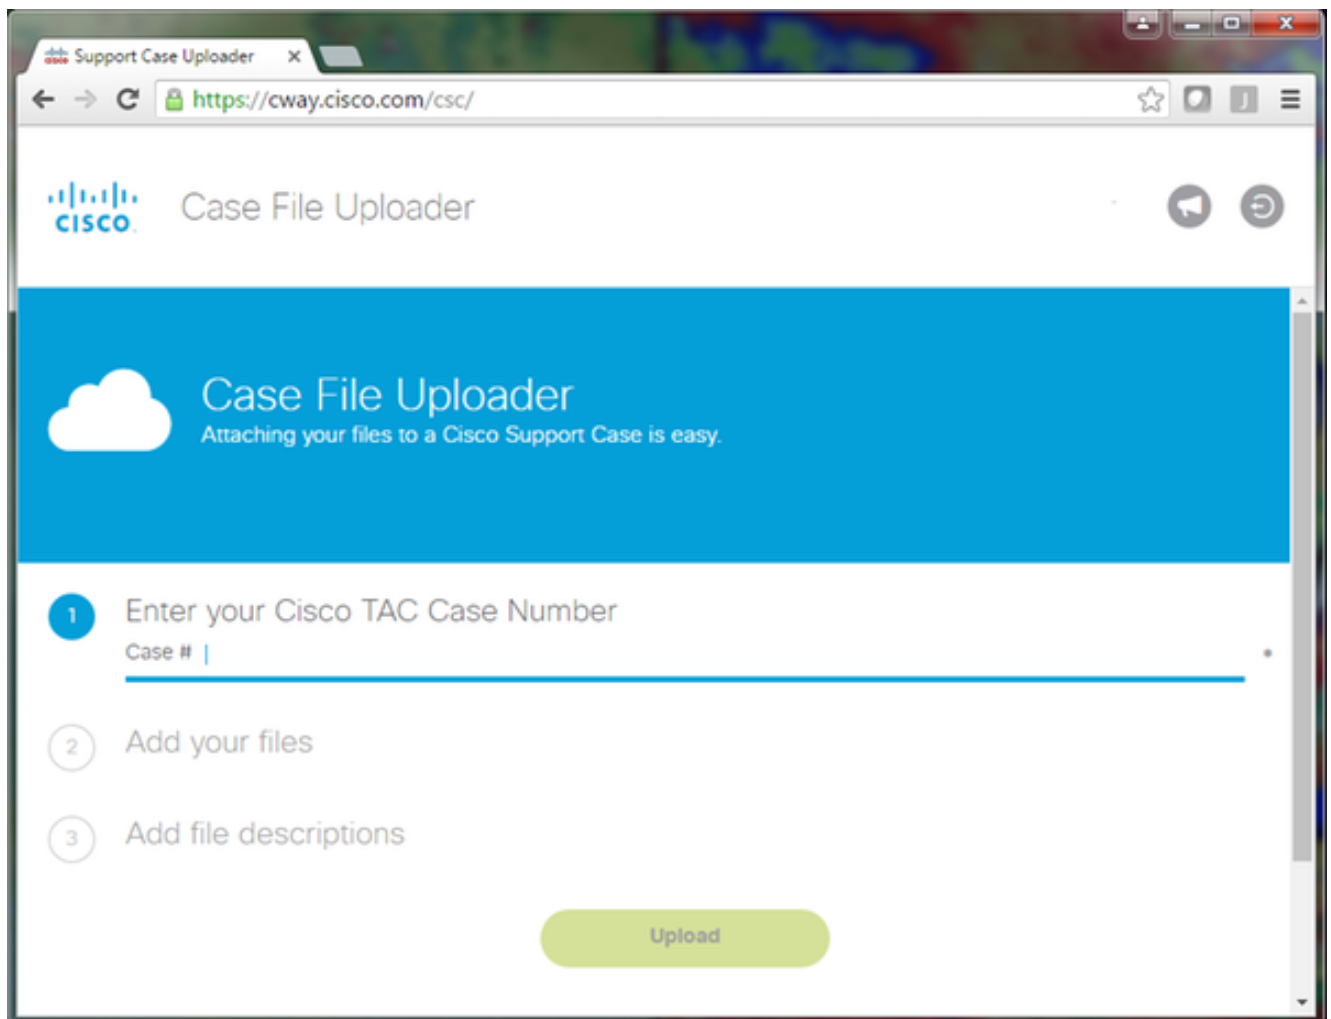 Support Case Uploader
https://cway.cisco.com/csc/
J
CISCO
Case File Uploader
Case File Uploader
Attaching your files to a Cisco Support Case is easy.
1
Enter your Cisco TAC Case Number
Case #
2
Add your files
3
Add file descriptions
Upload